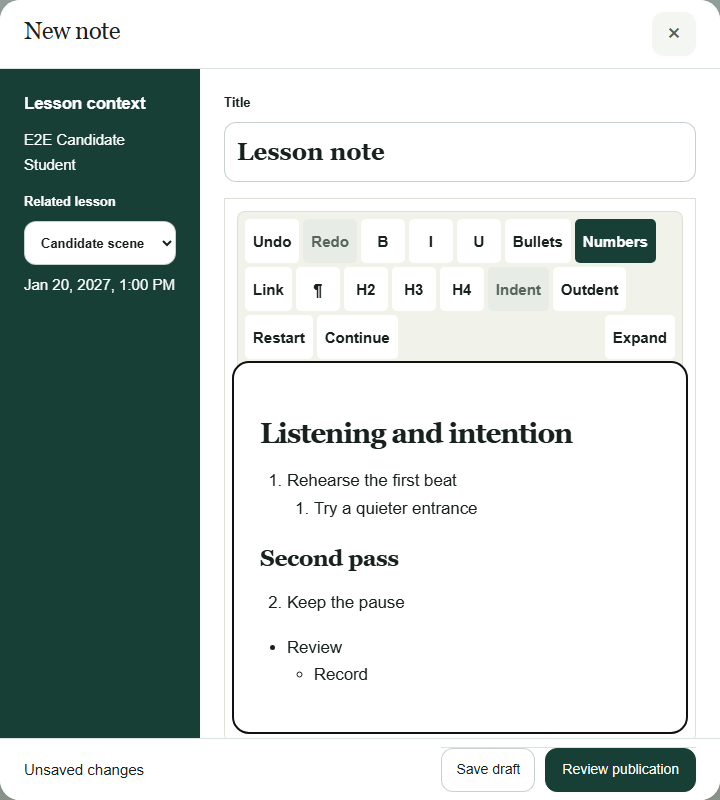 New note
×
Lesson context
E2E Candidate
Student
Related lesson
Candidate scene
Jan 20, 2027, 1:00 PM
Title
Lesson note
Undo Redo B I U Bullets Numbers
Link ¶ H2 H3 H4 Indent Outdent
Restart Continue Expand
Listening and intention
1. Rehearse the first beat
1. Try a quieter entrance
Second pass
2. Keep the pause
• Review
◦ Record
Unsaved changes
Save draft
Review publication